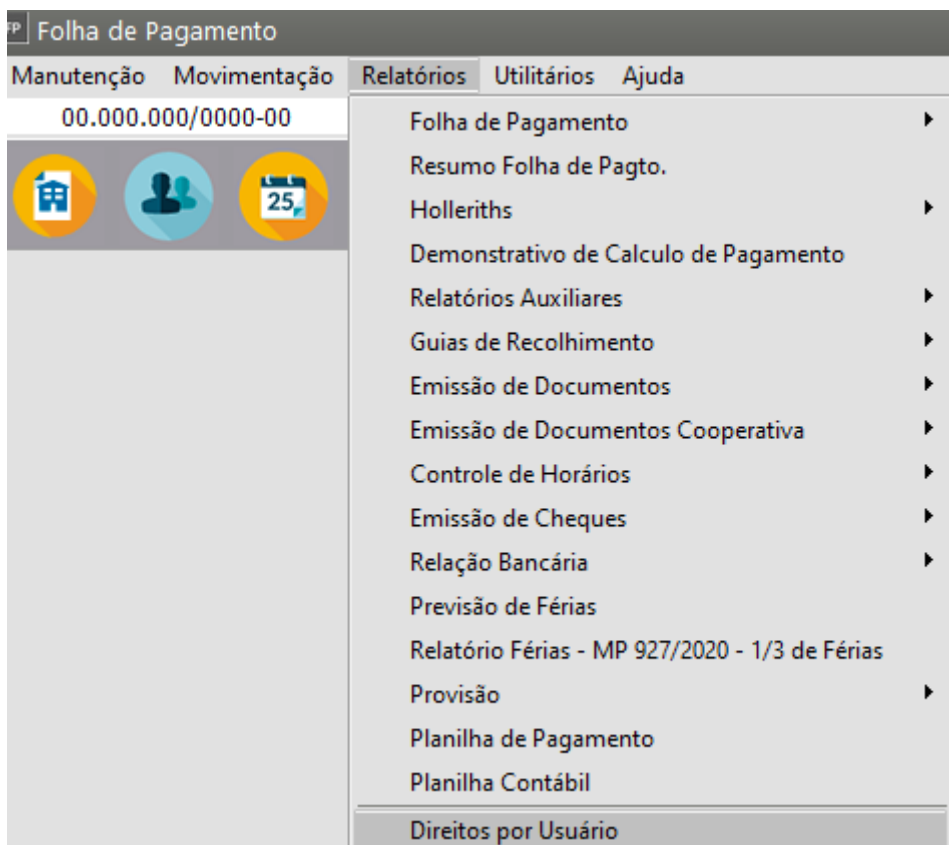 FP Folha de Pagamento
Manutenção Movimentação Relatórios Utilitários Ajuda
00.000.000/0000-00
25
Folha de Pagamento
Resumo Folha de Pagto.
Holleriths
Demonstrativo de Calculo de Pagamento
Relatórios Auxiliares
Guias de Recolhimento
Emissão de Documentos
Emissão de Documentos Cooperativa
Controle de Horários
Emissão de Cheques
Relação Bancária
Previsão de Férias
Relatório Férias - MP 927/2020 - 1/3 de Férias
Provisão
Planilha de Pagamento
Planilha Contábil
Direitos por Usuário